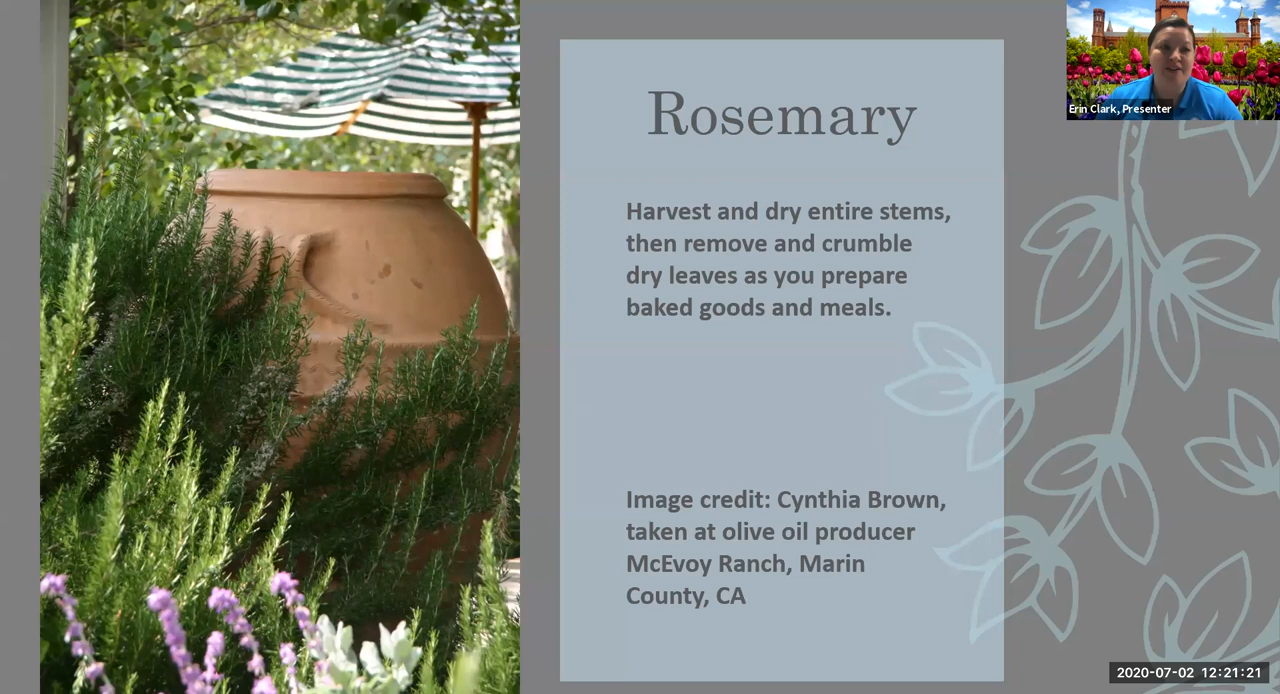 Rosemary
Harvest and dry entire stems,
then remove and crumble
dry leaves as you prepare
baked goods and meals.
Image credit: Cynthia Brown,
taken at olive oil producer
McEvoy Ranch, Marin
County, CA
Erin Clark, Presenter
2020-07-02 12:21:21